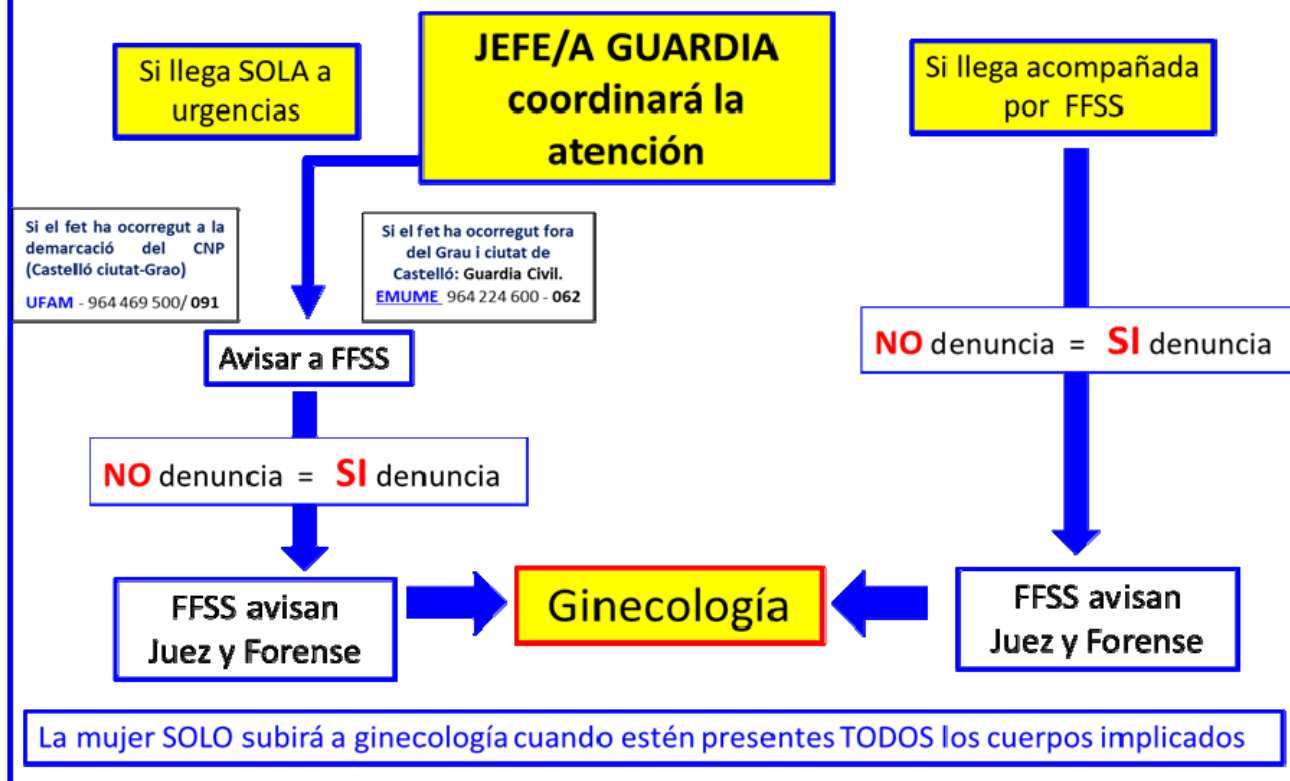 Si llega SOLA a
urgencias
JEFE/A GUARDIA
coordinará la
atención
Si llega acompañada
por FFSS
Si el fet ha ocorregut a la
demarcació del CNP
(Castelló ciutat-Grao)
UFAM - 964 469 500/ 091
Si el fet ha ocorregut fora
del Grau i ciutat de
Castelló: Guardia Civil.
EMUME 964 224 600 - 062
Avisar a FFSS
NO denuncia = SI denuncia
NO denuncia = SI denuncia
FFSS avisan
Juez y Forense
Ginecología
FFSS avisan
Juez y Forense
La mujer SOLO subirá a ginecología cuando estén presentes TODOS los cuerpos implicados